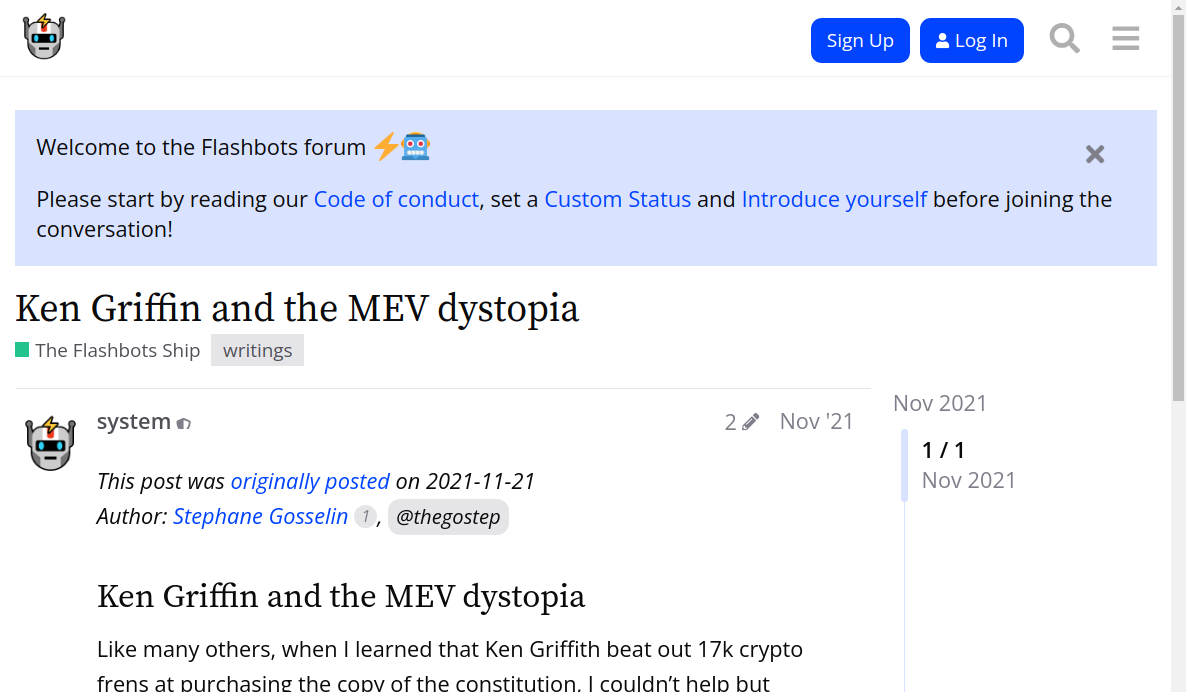 Sign Up
Log In
Welcome to the Flashbots forum
Please start by reading our Code of conduct, set a Custom Status and Introduce yourself before joining the
conversation!
Ken Griffin and the MEV dystopia
The Flashbots Ship writings
system 2 Nov '21
Nov 2021
1 / 1
Nov 2021
This post was originally posted on 2021-11-21
Author: Stephane Gosselin 1, @thegostep
Ken Griffin and the MEV dystopia
Like many others, when I learned that Ken Griffith beat out 17k crypto
frens at purchasing the copy of the constitution, I couldn't help but